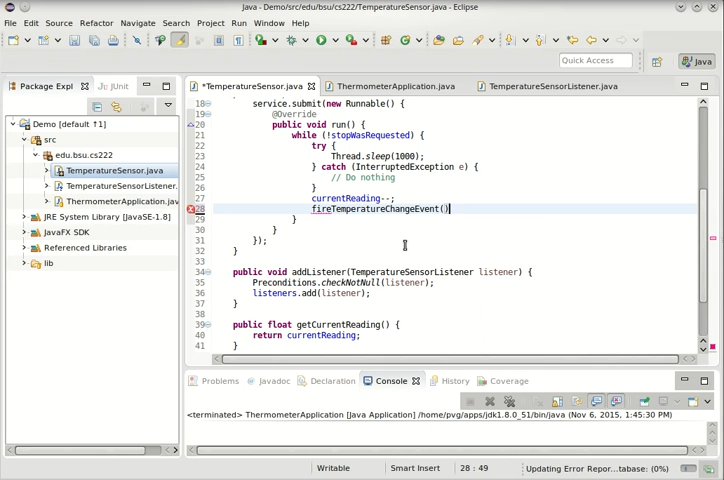 Java - Demo/src/edu/bsu/cs222/TemperatureSensor.java - Eclipse
File Edit Source Refactor Navigate Search Project Run Window Help
Quick Access Java
Package Expl JUnit
Demo [default ↑1]
src
edu.bsu.cs222
TemperatureSensor.java
TemperatureSensorListener.
ThermometerApplication.jav
JRE System Library [JavaSE-1.8]
JavaFX SDK
Referenced Libraries
lib
*TemperatureSensor.java ThermometerApplication.java TemperatureSensorListener.java
18 service.submit(new Runnable() {
19 @Override
20 public void run() {
21 while (!stopWasRequested) {
22 try {
23 Thread.sleep(1000);
24 } catch (InterruptedException e) {
25 // Do nothing
26 }
27 currentReading--;
28 fireTemperatureChangeEvent()
29 }
30 }
31 });
32 }
33
34 public void addListener(TemperatureSensorListener listener) {
35 Preconditions.checkNotNull(listener);
36 listeners.add(listener);
37 }
38
39 public float getCurrentReading() {
40 return currentReading;
41 }
Problems Javadoc Declaration Console History Coverage
<terminated> ThermometerApplication [Java Application] /home/pvg/apps/jdk1.8.0_51/bin/java (Nov 6, 2015, 1:45:30 PM)
Writable Smart Insert 28 : 49 Updating Error Repor...tabase: (0%)